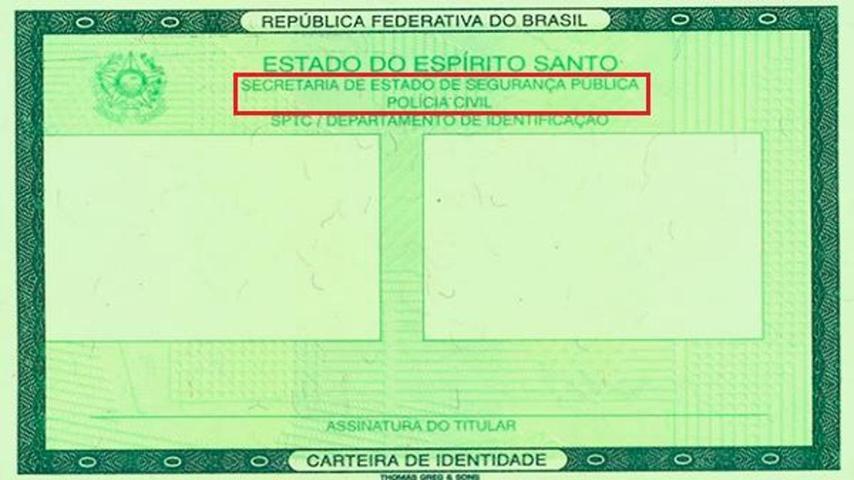 REPÚBLICA FEDERATIVA DO BRASIL
ESTADO DO ESPÍRITO SANTO
SECRETARIA DE ESTADO DE SEGURANÇA PÚBLICA
POLÍCIA CIVIL
SPTC / DEPARTAMENTO DE IDENTIFICAÇÃO
ASSINATURA DO TITULAR
CARTEIRA DE IDENTIDADE
THOMAS GREG & SONS